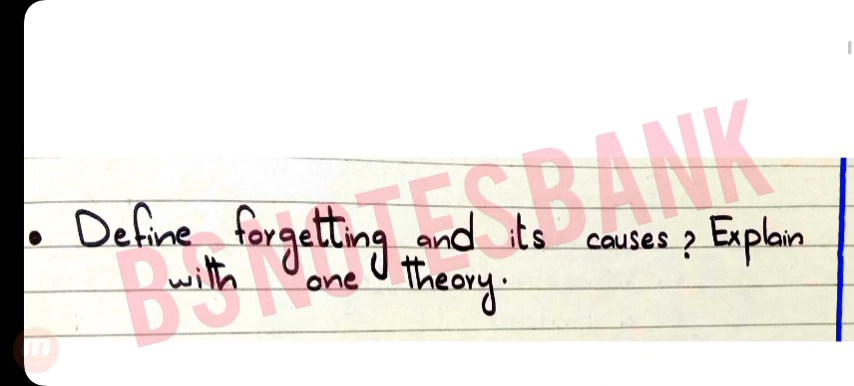 • Define forgetting and its causes ? Explain
with one theory.
BSNOTESBANK